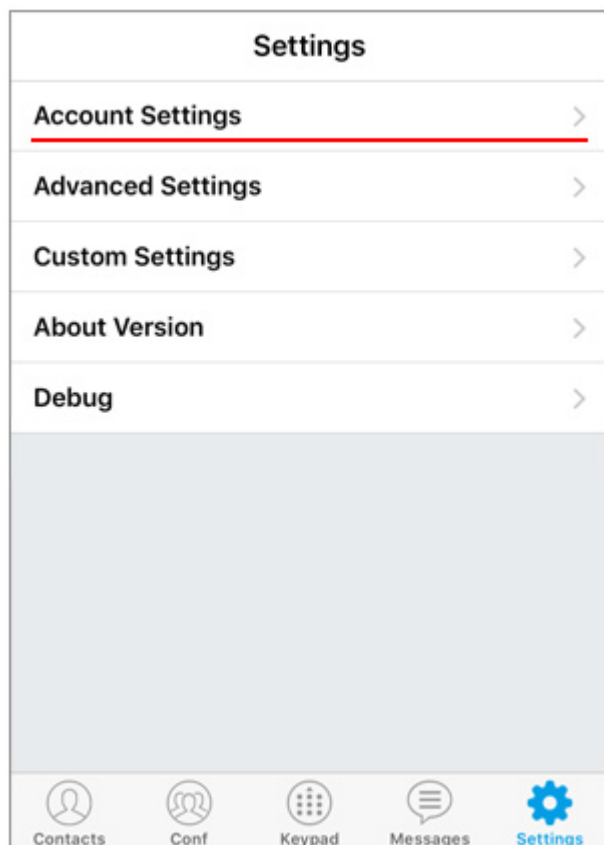 Settings
Account Settings
Advanced Settings
Custom Settings
About Version
Debug
Contacts Conf Keypad Messages Settings